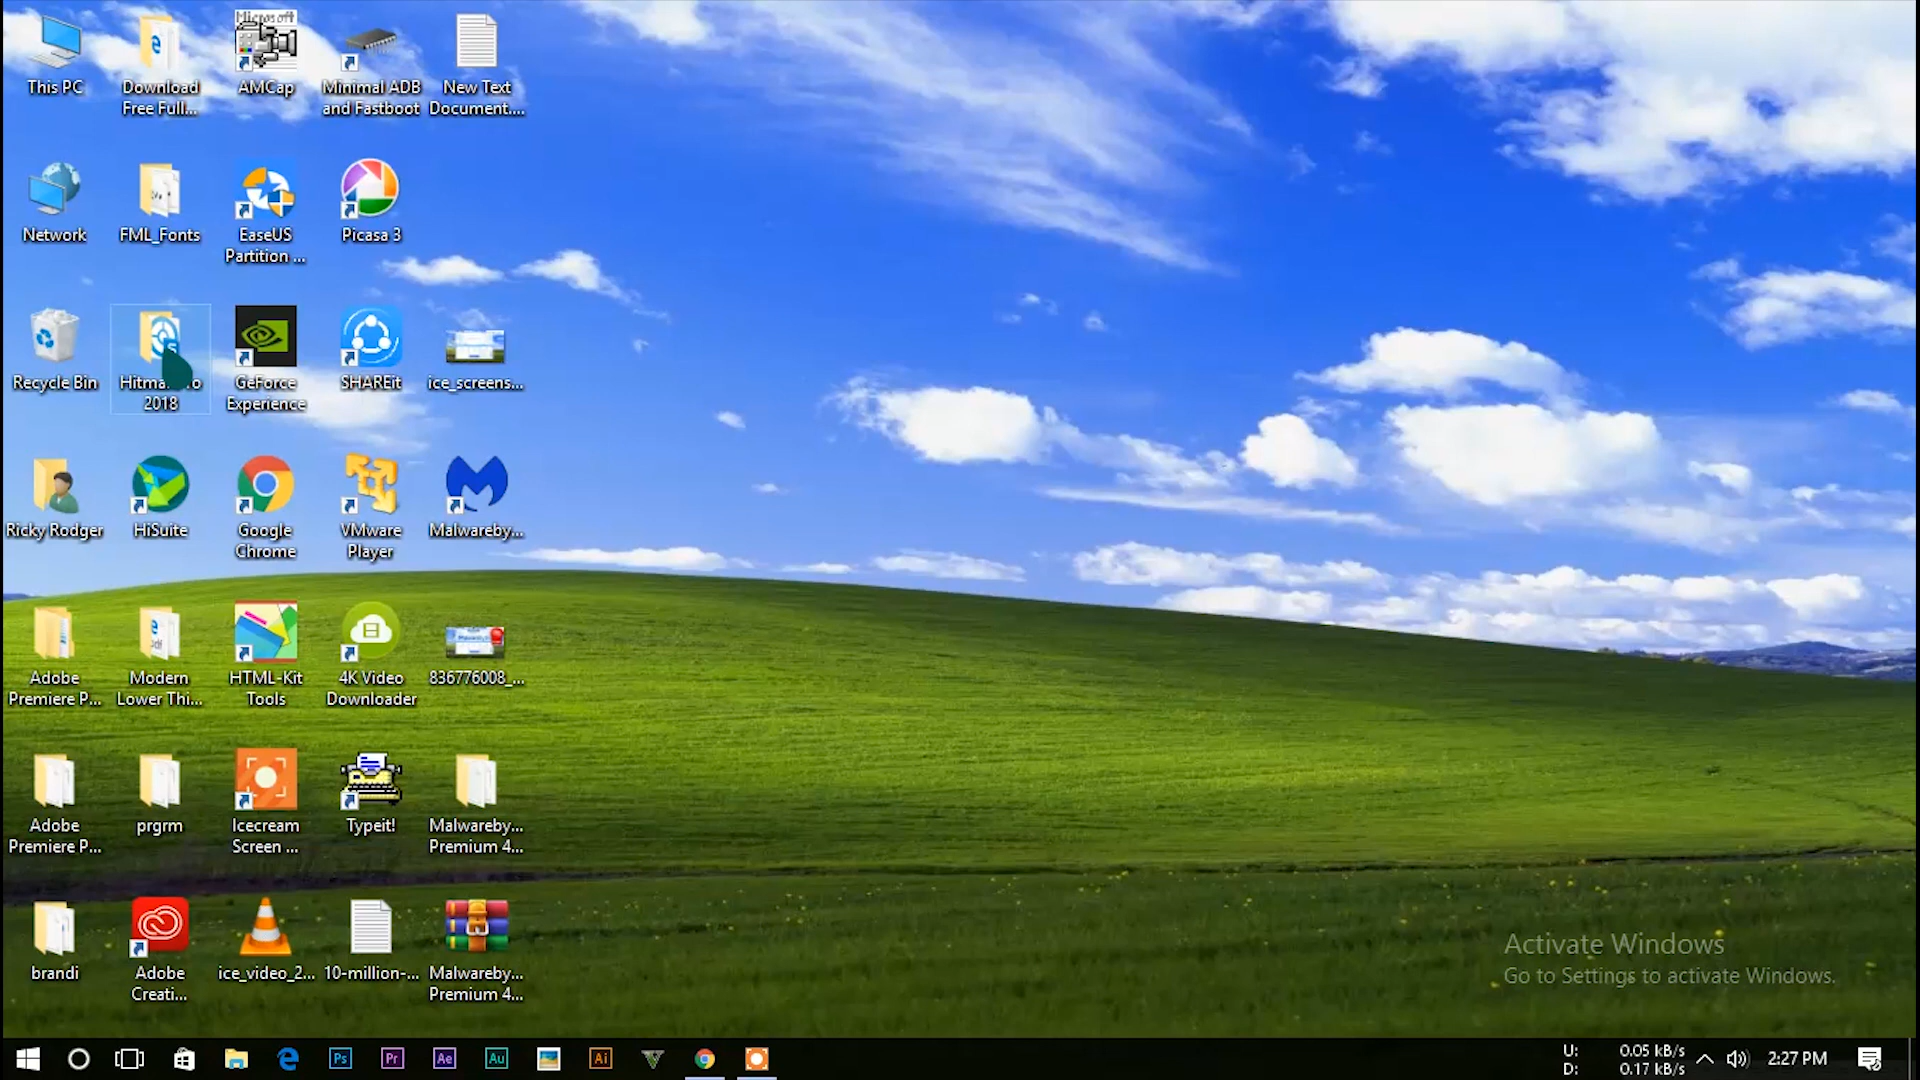 This PC
Download
Free Full...
Microsoft
AMCap
Minimal ADB
and Fastboot
New Text
Document....
Network
FML_Fonts
EaseUS
Partition ...
Picasa 3
Recycle Bin
2018
GeForce
Experience
SHAREit
ice_screens...
Ricky Rodger
HiSuite
Google
Chrome
VMware
Player
Malwareby...
Adobe
Premiere P...
Modern
Lower Thi...
HTML-Kit
Tools
4K Video
Downloader
836776008_...
Adobe
Premiere P...
prgrm
Icecream
Screen ...
Typeit!
Malwareby...
Premium 4...
brandi
Adobe
Creati...
ice_video_2...
10-million-...
Malwareby...
Premium 4...
Activate Windows
Go to Settings to activate Windows.
Ps
Pr
Ae
Au
Ai
U: 0.05 kB/s
D: 0.17 kB/s
2:27 PM